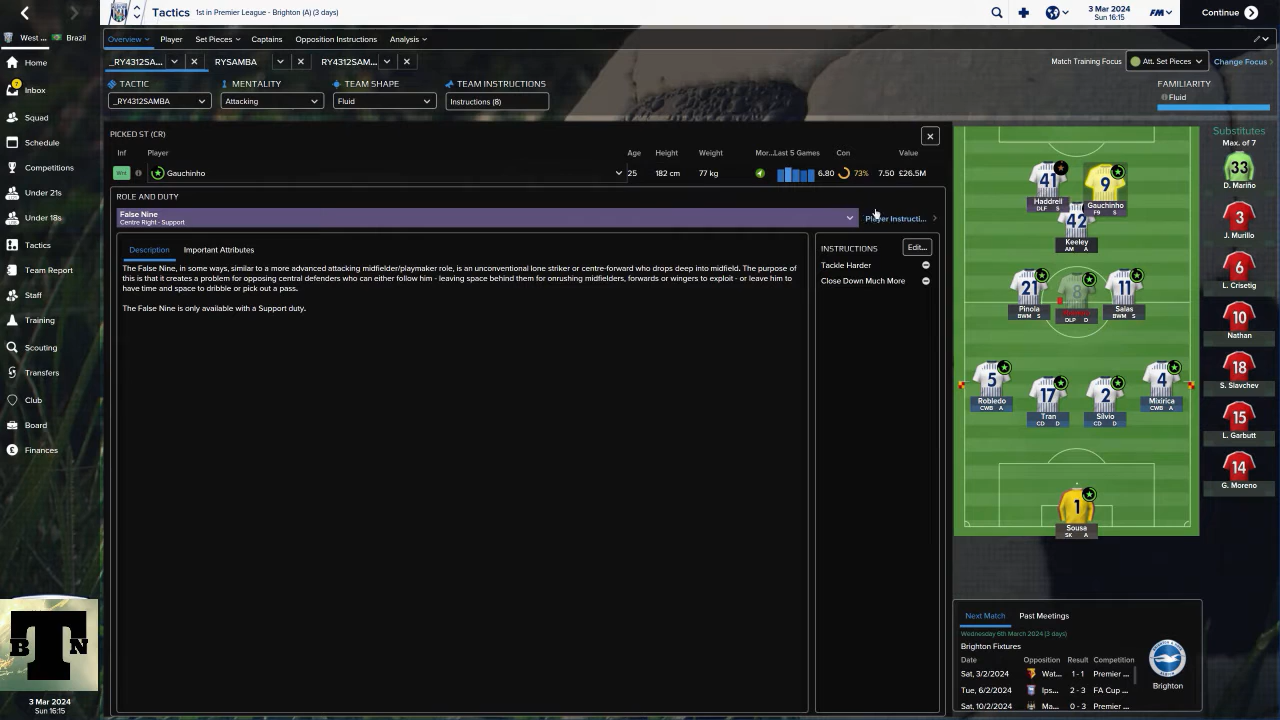 Tactics 1st in Premier League - Brighton (A) (3 days)
3 Mar 2024
Sun 16:15
FM
Continue
West ...
Brazil
Overview
Player
Set Pieces
Captains
Opposition Instructions
Analysis
_RY4312SA...
RYSAMBA
RY4312SAM...
Match Training Focus
Att. Set Pieces
Change Focus
TACTIC
MENTALITY
TEAM SHAPE
TEAM INSTRUCTIONS
FAMILIARITY
_RY4312SAMBA
Attacking
Fluid
Instructions (8)
Fluid
Home
Inbox
7
Squad
Schedule
Competitions
Under 21s
Under 18s
Tactics
Team Report
Staff
Training
Scouting
Transfers
Club
Board
Finances
BTN
3 Mar 2024
Sun 16:15
PICKED ST (CR)
Inf Player Age Height Weight Mor... Last 5 Games Con Value
Wnt Gauchinho 25 182 cm 77 kg 6.80 73% 7.50 £26.5M
ROLE AND DUTY
False Nine
Centre Right - Support
Player Instructi...
Description
Important Attributes
The False Nine, in some ways, similar to a more advanced attacking midfielder/playmaker role, is an unconventional lone striker or centre-forward who drops deep into midfield. The purpose of
this is that it creates a problem for opposing central defenders who can either follow him - leaving space behind them for onrushing midfielders, forwards or wingers to exploit - or leave him to
have time and space to dribble or pick out a pass.
The False Nine is only available with a Support duty.
INSTRUCTIONS
Edit...
Tackle Harder
Close Down Much More
41
Haddrell
DLF S
9
Gauchinho
F9 S
42
Keeley
AM A
21
Pinola
BWM S
8
DLP D
11
Salas
BWM S
5
Robledo
CWB A
17
Tran
CD D
2
Silvio
CD D
4
Mixirica
CWB A
1
Sousa
SK A
Substitutes
Max. of 7
33
D. Mariño
3
J. Murillo
6
L. Crisetig
10
Nathan
18
S. Slavchev
15
L. Garbutt
14
G. Moreno
Next Match
Past Meetings
Wednesday 6th March 2024 (3 days)
Brighton Fixtures
Date Opposition Result Competition
Sat, 3/2/2024 Wat... 1 - 1 Premier ...
Tue, 6/2/2024 Ips... 2 - 3 FA Cup ...
Sat, 10/2/2024 Ma... 0 - 3 Premier ...
Brighton